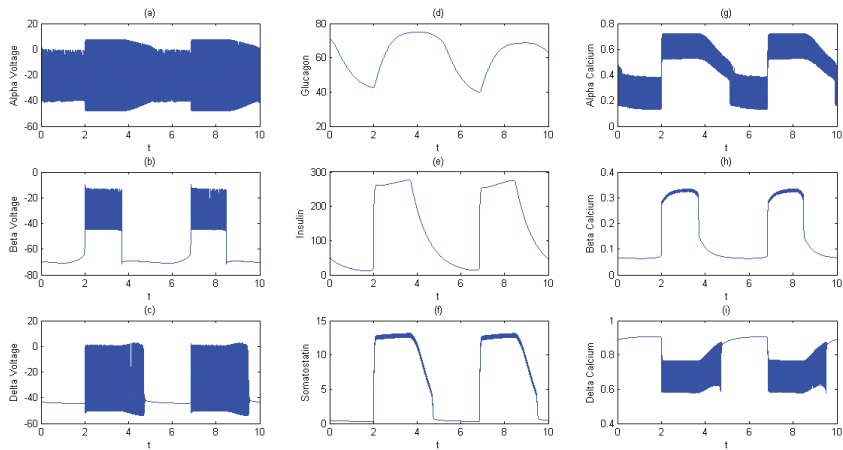 (a)
Alpha Voltage
20
0
-20
-40
-60
0 2 4 6 8 10
t
(d)
Glucagon
80
60
40
20
0 2 4 6 8 10
t
(g)
Alpha Calcium
0.8
0.6
0.4
0.2
0
0 2 4 6 8 10
t
(b)
Beta Voltage
0
-20
-40
-60
-80
0 2 4 6 8 10
t
(e)
Insulin
300
200
100
0
0 2 4 6 8 10
t
(h)
Beta Calcium
0.4
0.3
0.2
0.1
0
0 2 4 6 8 10
t
(c)
Delta Voltage
20
0
-20
-40
-60
0 2 4 6 8 10
t
(f)
Somatostatin
15
10
5
0
0 2 4 6 8 10
t
(i)
Delta Calcium
1
0.8
0.6
0.4
0 2 4 6 8 10
t